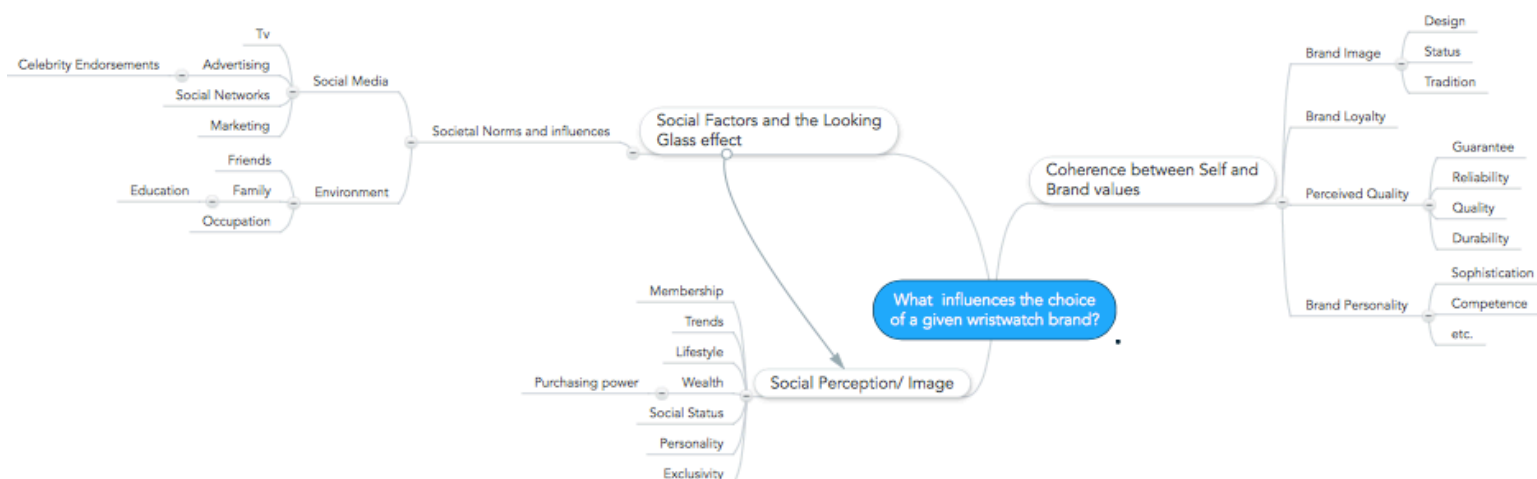 Tv
Celebrity Endorsements
Advertising
Social Networks
Marketing
Social Media
Friends
Education
Family
Occupation
Environment
Societal Norms and influences
Social Factors and the Looking
Glass effect
Coherence between Self and
Brand values
Brand Image
Design
Status
Tradition
Brand Loyalty
Perceived Quality
Guarantee
Reliability
Quality
Durability
Brand Personality
Sophistication
Competence
etc.
What influences the choice
of a given wristwatch brand?
Social Perception/ Image
Membership
Trends
Lifestyle
Purchasing power
Wealth
Social Status
Personality
Exclusivity